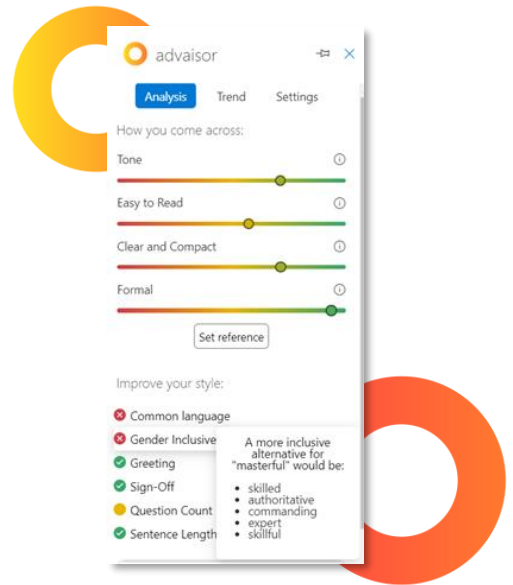 advaisor
Analysis Trend Settings
How you come across:
Tone
Easy to Read
Clear and Compact
Formal
Set reference
Improve your style:
Common language
Gender Inclusive
Greeting
Sign-Off
Question Count
Sentence Length
A more inclusive
alternative for
"masterful" would be:
• skilled
• authoritative
• commanding
• expert
• skillful